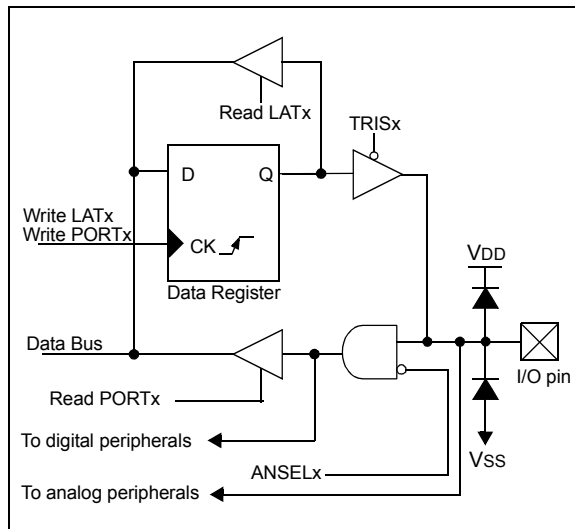 Read LATx
TRISx
D Q
Write LATx
Write PORTx
CK
Data Register
VDD
Data Bus
I/O pin
Read PORTx
To digital peripherals
ANSELx
VSS
To analog peripherals